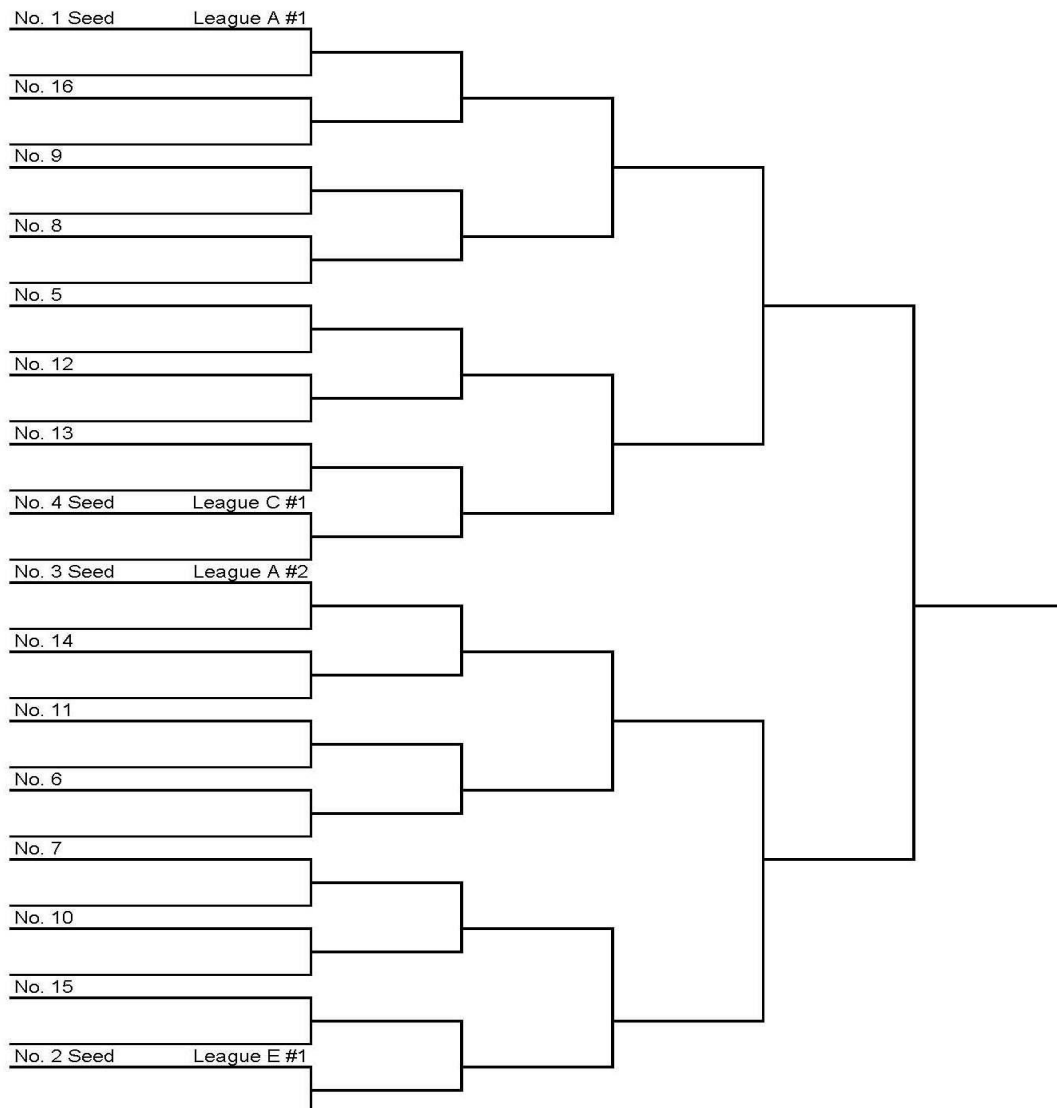 No. 1 Seed League A #1
No. 16
No. 9
No. 8
No. 5
No. 12
No. 13
No. 4 Seed League C #1
No. 3 Seed League A #2
No. 14
No. 11
No. 6
No. 7
No. 10
No. 15
No. 2 Seed League E #1